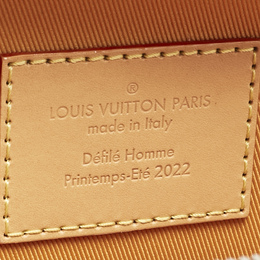 ®
LOUIS VUITTON PARIS
made in Italy
Défilé Homme
Printemps-Eté 2022